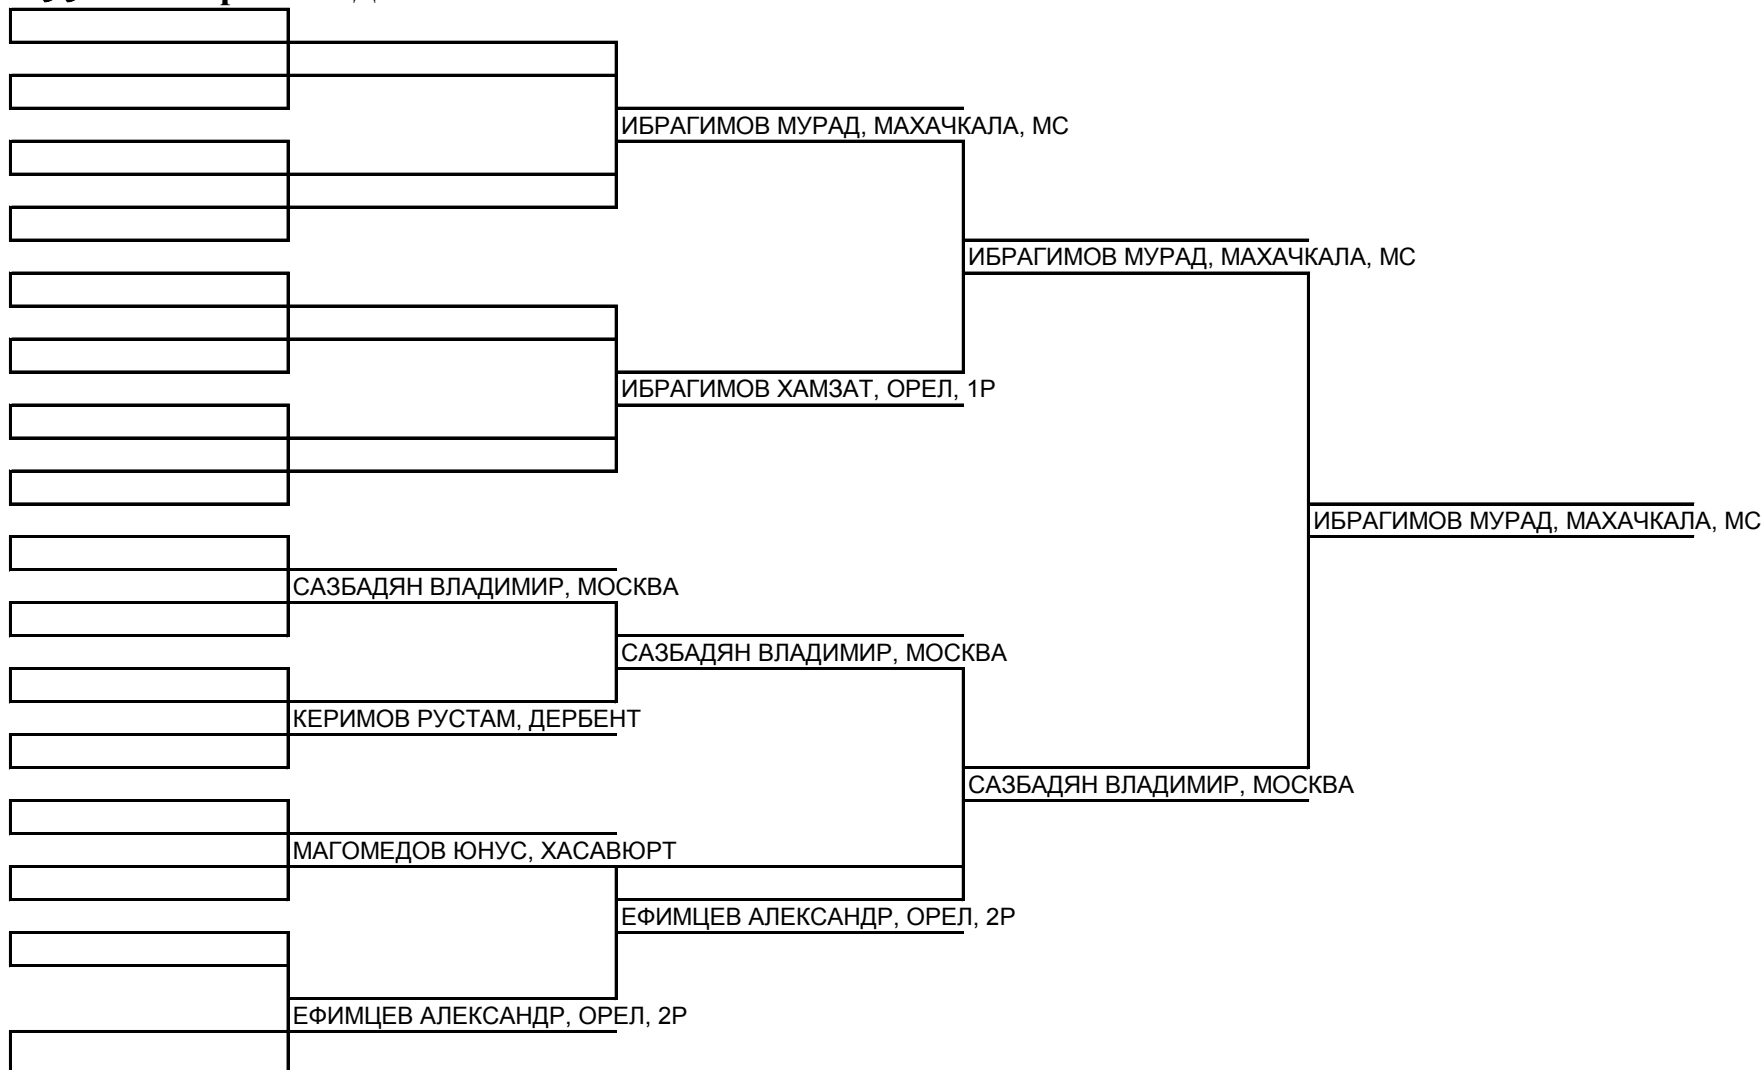 ИБРАГИМОВ МУРАД, МАХАЧКАЛА, МС
ИБРАГИМОВ МУРАД, МАХАЧКАЛА, МС
ИБРАГИМОВ ХАМЗАТ, ОРЕЛ, 1Р
ИБРАГИМОВ МУРАД, МАХАЧКАЛА, МС
САЗБАДЯН ВЛАДИМИР, МОСКВА
САЗБАДЯН ВЛАДИМИР, МОСКВА
КЕРИМОВ РУСТАМ, ДЕРБЕНТ
САЗБАДЯН ВЛАДИМИР, МОСКВА
МАГОМЕДОВ ЮНУС, ХАСАВЮРТ
ЕФИМЦЕВ АЛЕКСАНДР, ОРЕЛ, 2Р
ЕФИМЦЕВ АЛЕКСАНДР, ОРЕЛ, 2Р